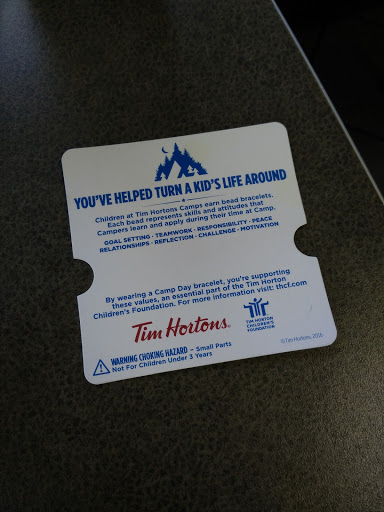 YOU'VE HELPED TURN A KID'S LIFE AROUND
Children at Tim Hortons Camps earn bead bracelets.
Each bead represents skills and attitudes that
Campers learn and apply during their time at Camp.
GOAL SETTING • TEAMWORK • RESPONSIBILITY • PEACE
RELATIONSHIPS • REFLECTION • CHALLENGE • MOTIVATION
By wearing a Camp Day bracelet, you're supporting
these values, an essential part of the Tim Horton
Children's Foundation. For more information visit: thcf.com
Tim Hortons.
TIM HORTON
CHILDREN'S
FOUNDATION
WARNING CHOKING HAZARD – Small Parts
Not For Children Under 3 Years
©Tim Hortons, 2016